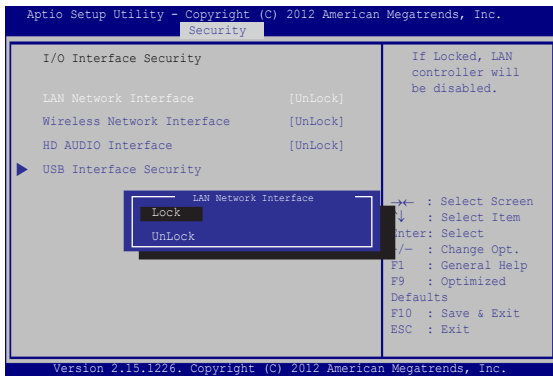 Aptio Setup Utility - Copyright (C) 2012 American Megatrends, Inc.
Security
I/O Interface Security
LAN Network Interface [UnLock]
Wireless Network Interface [UnLock]
HD AUDIO Interface [UnLock]
USB Interface Security
LAN Network Interface
Lock
UnLock
If Locked, LAN
controller will
be disabled.
→← : Select Screen
↑↓ : Select Item
Enter: Select
+/— : Change Opt.
F1 : General Help
F9 : Optimized
Defaults
F10 : Save & Exit
ESC : Exit
Version 2.15.1226. Copyright (C) 2012 American Megatrends, Inc.